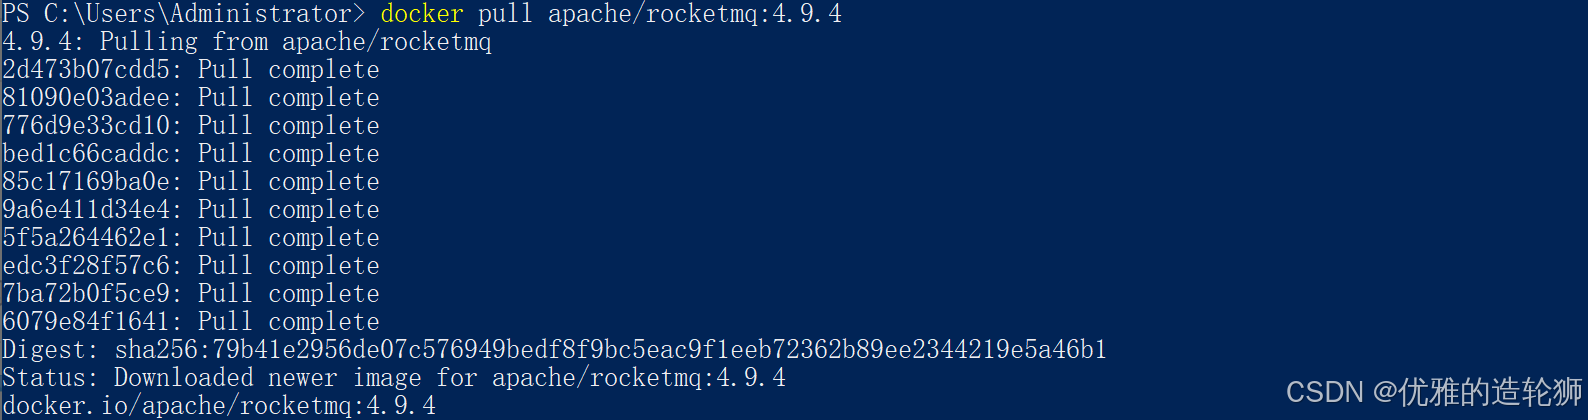 PS C:\Users\Administrator> docker pull apache/rocketmq:4.9.4
4.9.4: Pulling from apache/rocketmq
2d473b07cdd5: Pull complete
81090e03adee: Pull complete
776d9e33cd10: Pull complete
bed1c66caddc: Pull complete
85c17169ba0e: Pull complete
9a6e411d34e4: Pull complete
5f5a264462e1: Pull complete
edc3f28f57c6: Pull complete
7ba72b0f5ce9: Pull complete
6079e84f1641: Pull complete
Digest: sha256:79b41e2956de07c576949bedf8f9bc5eac9f1eeb72362b89ee2344219e5a46b1
Status: Downloaded newer image for apache/rocketmq:4.9.4
docker.io/apache/rocketmq:4.9.4
CSDN @优雅的造轮狮